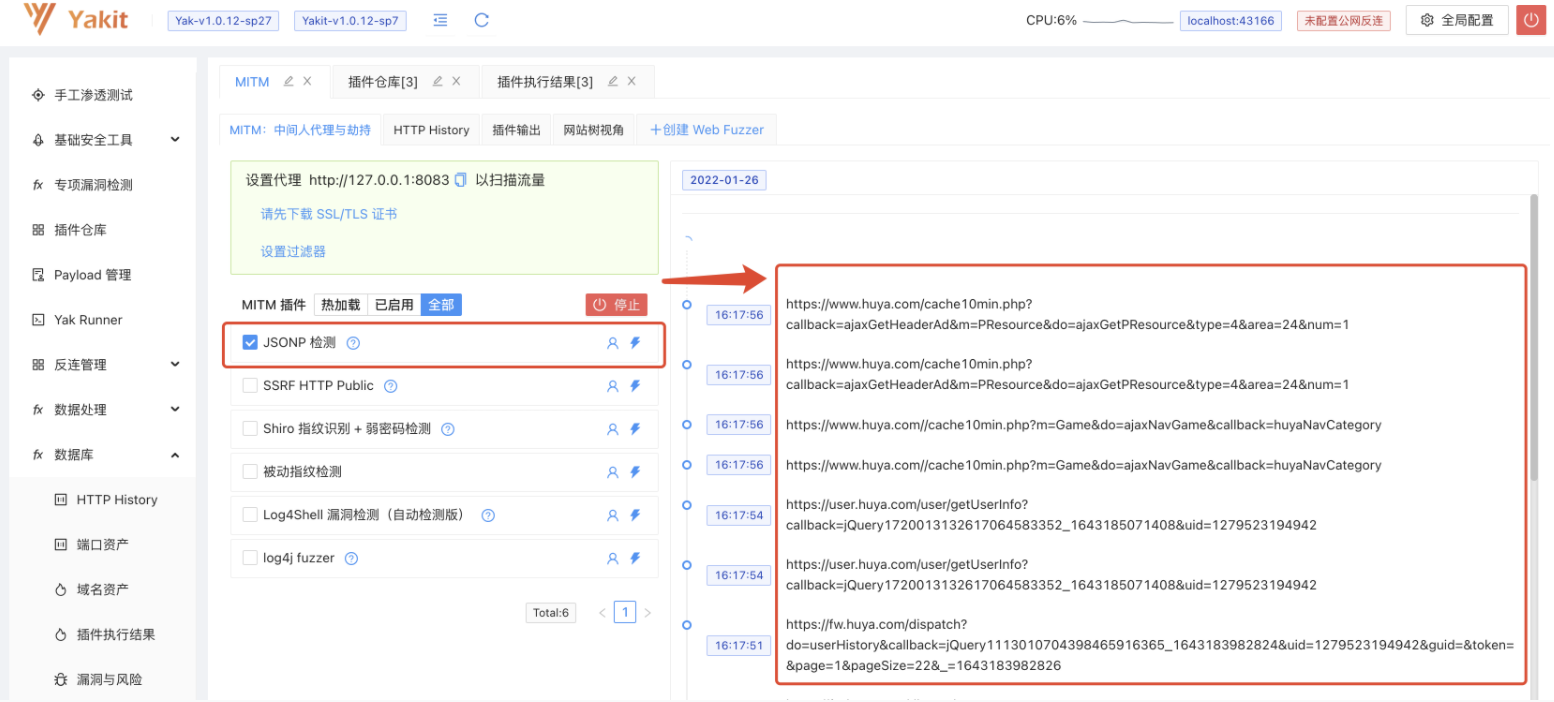 Yakit
Yak-v1.0.12-sp27
Yakit-v1.0.12-sp7
CPU:6%
localhost:43166
未配置公网反连
全局配置
手工渗透测试
基础安全工具
专项漏洞检测
插件仓库
Payload 管理
Yak Runner
反连管理
数据处理
数据库
HTTP History
端口资产
域名资产
插件执行结果
漏洞与风险
MITM
插件仓库[3]
插件执行结果[3]
MITM：中间人代理与劫持
HTTP History
插件输出
网站树视角
+创建 Web Fuzzer
设置代理 http://127.0.0.1:8083 以扫描流量
请先下载 SSL/TLS 证书
设置过滤器
MITM 插件
热加载
已启用
全部
停止
JSONP 检测
SSRF HTTP Public
Shiro 指纹识别 + 弱密码检测
被动指纹检测
Log4Shell 漏洞检测（自动检测版）
log4j fuzzer
Total:6
1
2022-01-26
16:17:56
https://www.huya.com/cache10min.php?
callback=ajaxGetHeaderAd&m=PResource&do=ajaxGetPResource&type=4&area=24&num=1
16:17:56
https://www.huya.com/cache10min.php?
callback=ajaxGetHeaderAd&m=PResource&do=ajaxGetPResource&type=4&area=24&num=1
16:17:56
https://www.huya.com//cache10min.php?m=Game&do=ajaxNavGame&callback=huyaNavCategory
16:17:56
https://www.huya.com//cache10min.php?m=Game&do=ajaxNavGame&callback=huyaNavCategory
16:17:54
https://user.huya.com/user/getUserInfo?
callback=jQuery1720013132617064583352_1643185071408&uid=1279523194942
16:17:54
https://user.huya.com/user/getUserInfo?
callback=jQuery1720013132617064583352_1643185071408&uid=1279523194942
16:17:51
https://fw.huya.com/dispatch?
do=userHistory&callback=jQuery1113010704398465916365_1643183982824&uid=1279523194942&guid=&token=
&page=1&pageSize=22&_=1643183982826